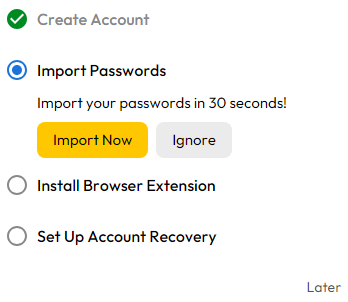 Create Account
Import Passwords
Import your passwords in 30 seconds!
Import Now
Ignore
Install Browser Extension
Set Up Account Recovery
Later